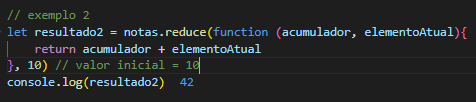 // exemplo 2
let resultado2 = notas.reduce(function (acumulador, elementoAtual){
    return acumulador + elementoAtual
}, 10) // valor inicial = 10
console.log(resultado2)  42